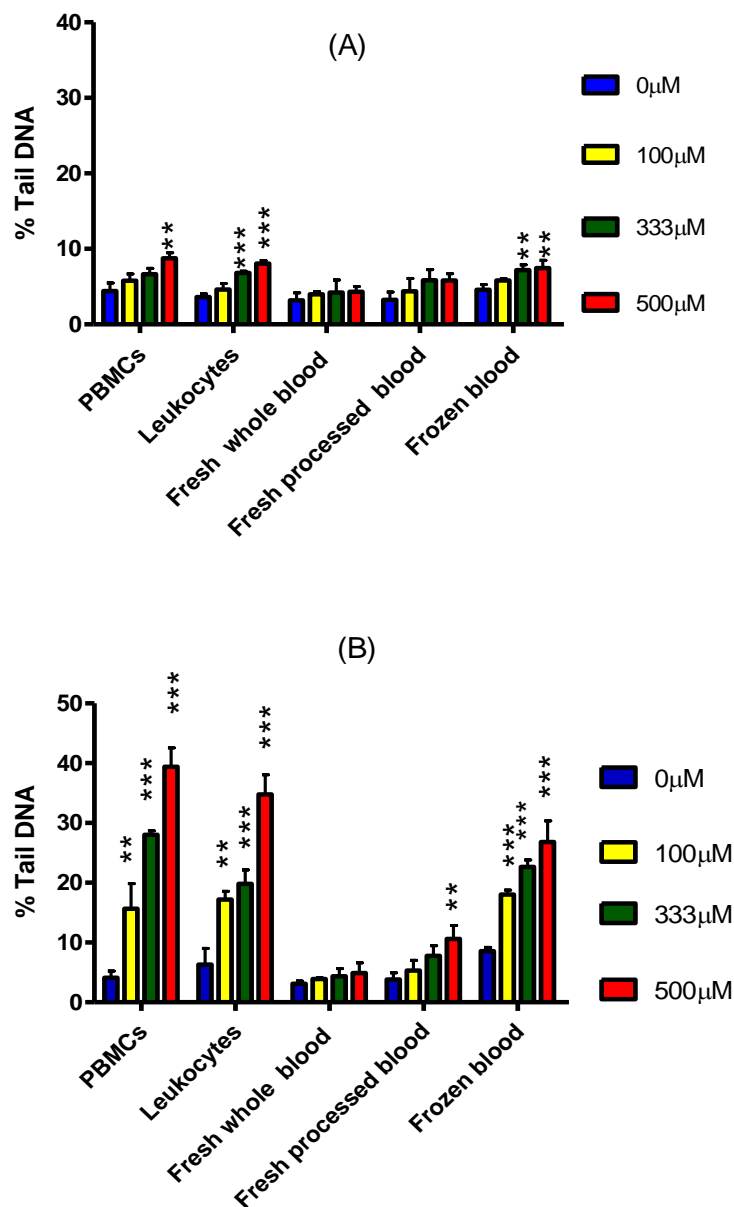 (A)
% Tail DNA
40
30
20
10
0
**
***
***
**
**
PBMCs
Leukocytes
Fresh whole blood
Fresh processed blood
Frozen blood
0µM
100µM
333µM
500µM
(B)
% Tail DNA
50
40
30
20
10
0
**
***
***
**
***
***
**
***
***
***
PBMCs
Leukocytes
Fresh whole blood
Fresh processed blood
Frozen blood
0µM
100µM
333µM
500µM